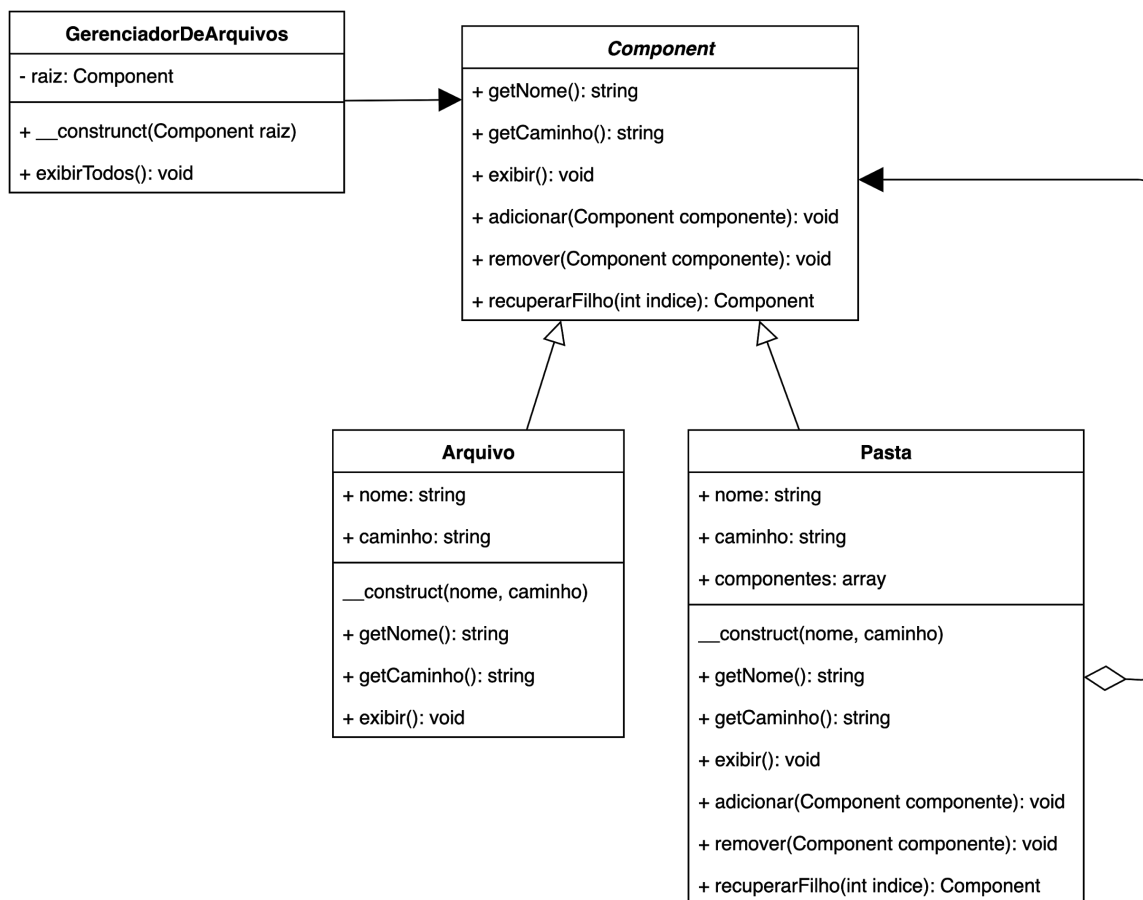 GerenciadorDeArquivos
- raiz: Component
+ __construnct(Component raiz)
+ exibirTodos(): void
Component
+ getNome(): string
+ getCaminho(): string
+ exibir(): void
+ adicionar(Component componente): void
+ remover(Component componente): void
+ recuperarFilho(int indice): Component
Arquivo
+ nome: string
+ caminho: string
__construct(nome, caminho)
+ getNome(): string
+ getCaminho(): string
+ exibir(): void
Pasta
+ nome: string
+ caminho: string
+ componentes: array
__construct(nome, caminho)
+ getNome(): string
+ getCaminho(): string
+ exibir(): void
+ adicionar(Component componente): void
+ remover(Component componente): void
+ recuperarFilho(int indice): Component